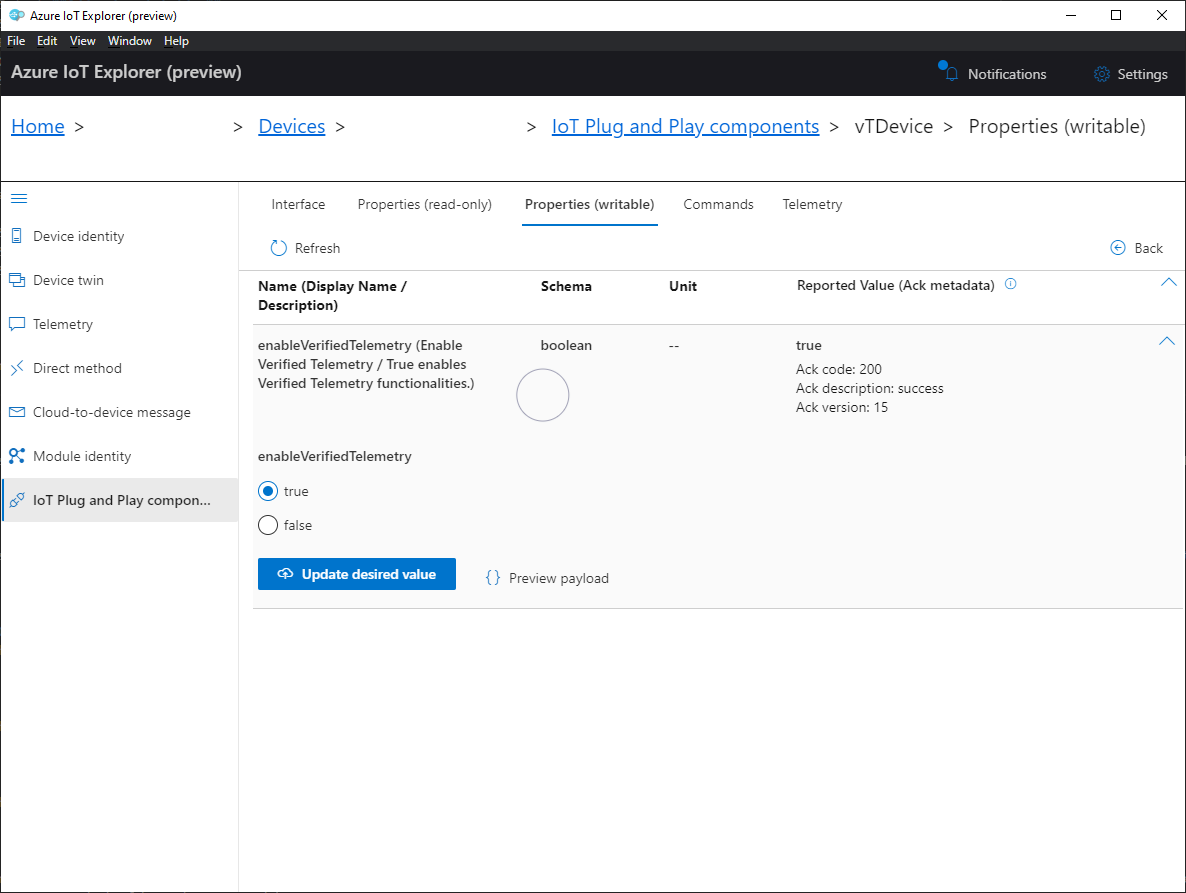 Azure IoT Explorer (preview)
File Edit View Window Help
Azure IoT Explorer (preview)
Notifications
Settings
Home > > Devices > > IoT Plug and Play components > vTDevice > Properties (writable)
Device identity
Device twin
Telemetry
Direct method
Cloud-to-device message
Module identity
IoT Plug and Play compon...
Interface Properties (read-only) Properties (writable) Commands Telemetry
Refresh
Back
Name (Display Name /
Description)
Schema
Unit
Reported Value (Ack metadata)
enableVerifiedTelemetry (Enable
Verified Telemetry / True enables
Verified Telemetry functionalities.)
boolean
--
true
Ack code: 200
Ack description: success
Ack version: 15
enableVerifiedTelemetry
true
false
Update desired value
{} Preview payload